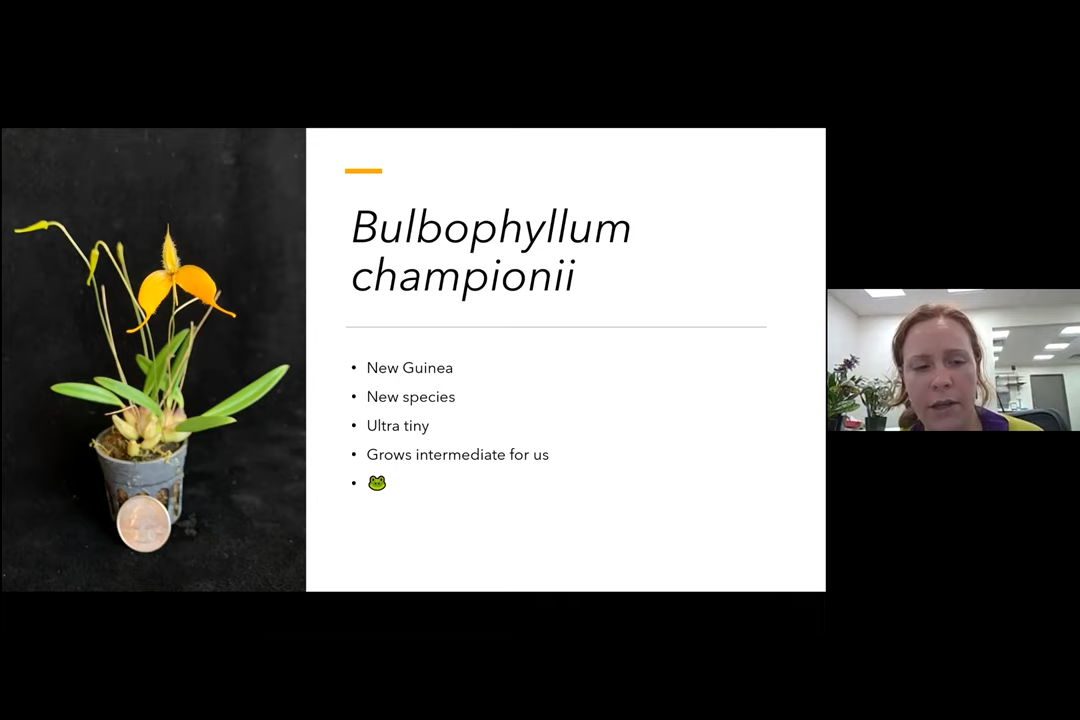 Bulbophyllum
championii
• New Guinea
• New species
• Ultra tiny
• Grows intermediate for us
• 🐸